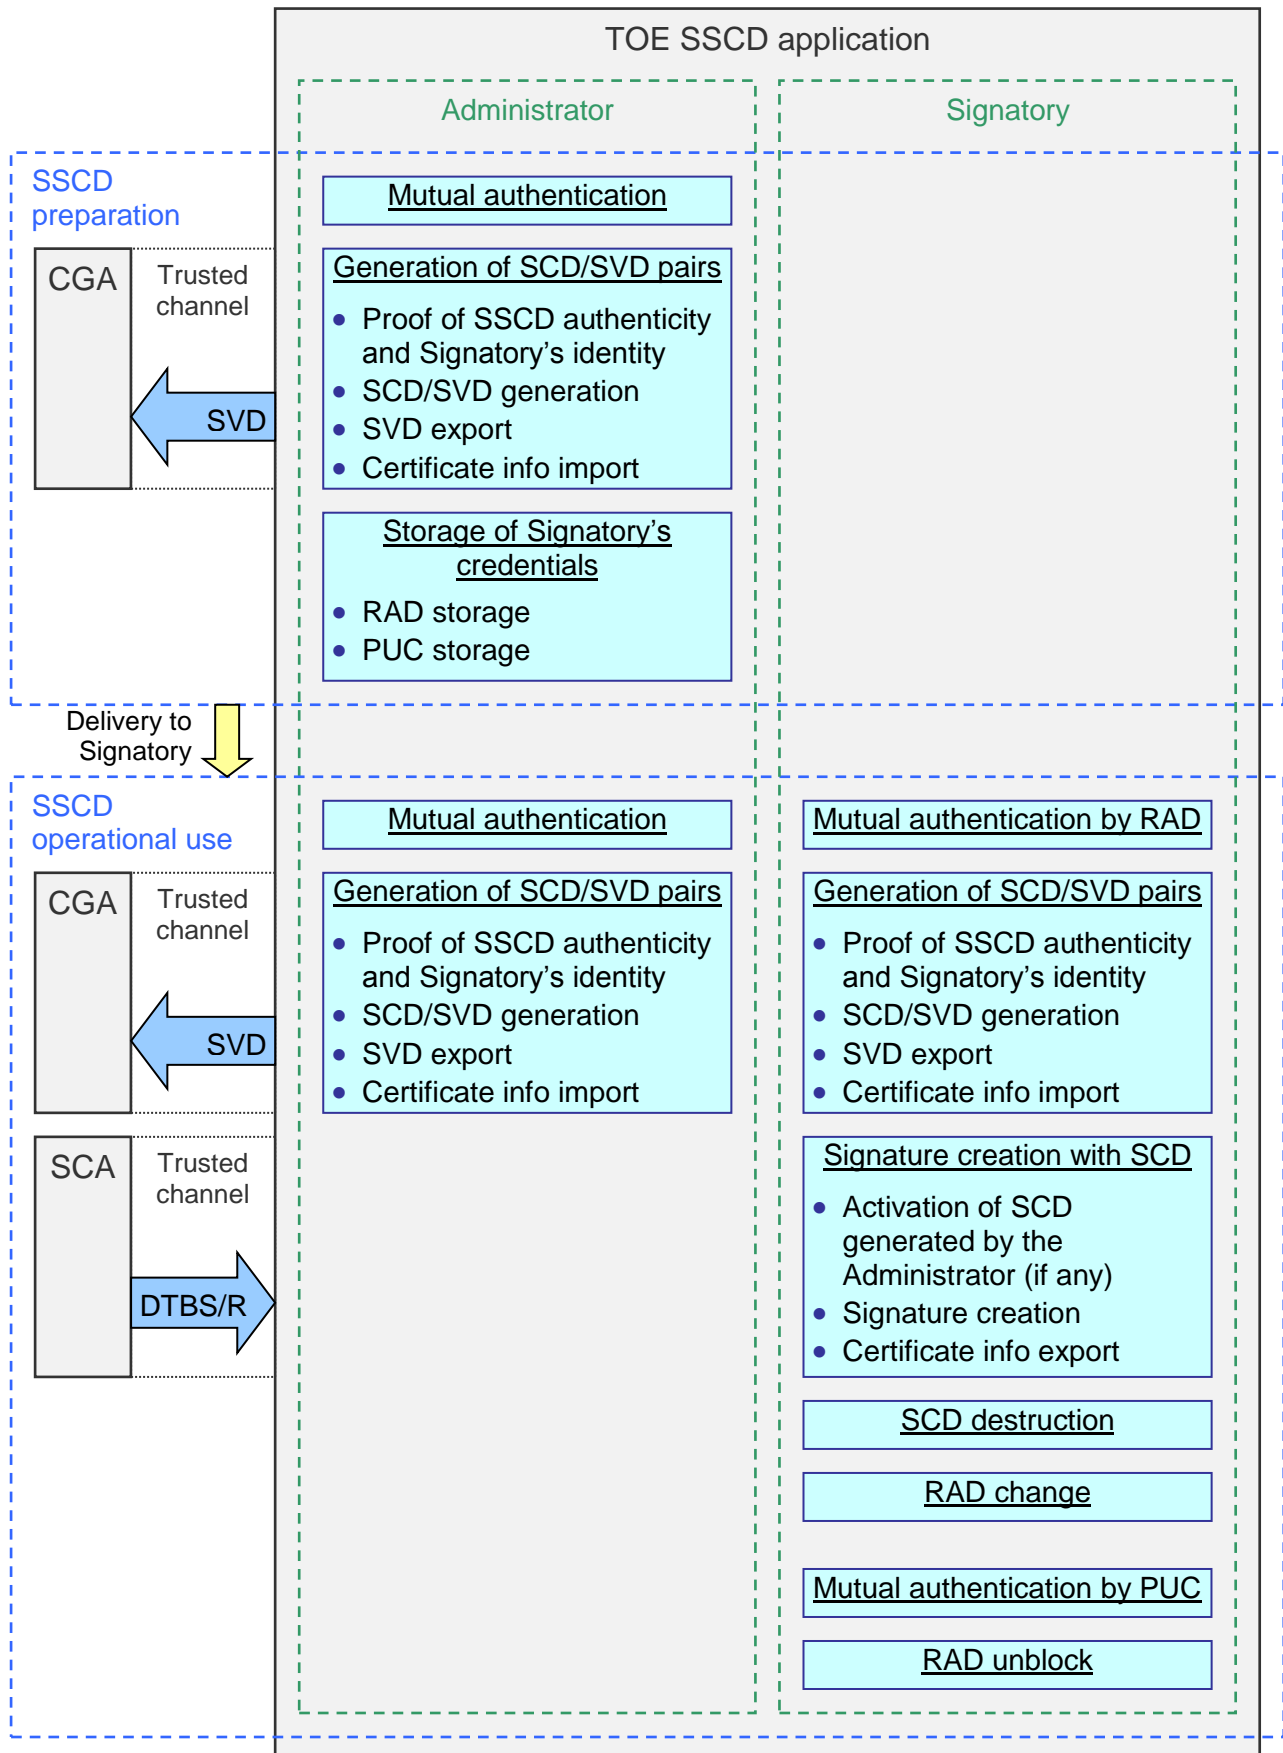 TOE SSCD application
Administrator
Signatory
SSCD
preparation
Mutual authentication
CGA
Trusted
channel
SVD
Generation of SCD/SVD pairs
• Proof of SSCD authenticity
and Signatory’s identity
• SCD/SVD generation
• SVD export
• Certificate info import
Storage of Signatory’s
credentials
• RAD storage
• PUC storage
Delivery to
Signatory
SSCD
operational use
Mutual authentication
Mutual authentication by RAD
CGA
Trusted
channel
SVD
Generation of SCD/SVD pairs
• Proof of SSCD authenticity
and Signatory’s identity
• SCD/SVD generation
• SVD export
• Certificate info import
Generation of SCD/SVD pairs
• Proof of SSCD authenticity
and Signatory’s identity
• SCD/SVD generation
• SVD export
• Certificate info import
SCA
Trusted
channel
DTBS/R
Signature creation with SCD
• Activation of SCD
generated by the
Administrator (if any)
• Signature creation
• Certificate info export
SCD destruction
RAD change
Mutual authentication by PUC
RAD unblock